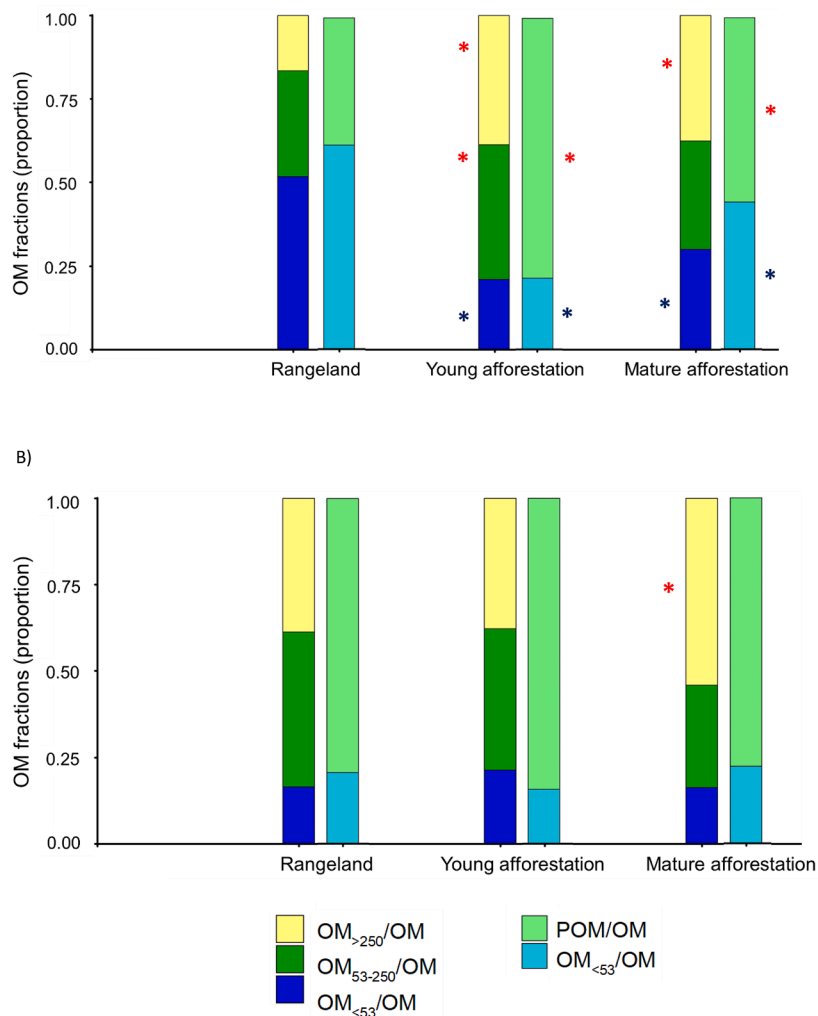 1.00
0.75
0.50
0.25
0.00
OM fractions (proportion)
Rangeland Young afforestation Mature afforestation
* * * * * * * *
B)
1.00
0.75
0.50
0.25
0.00
OM fractions (proportion)
*
Rangeland Young afforestation Mature afforestation
OM>250/OM POM/OM
OM53-250/OM OM<53/OM
OM<53/OM